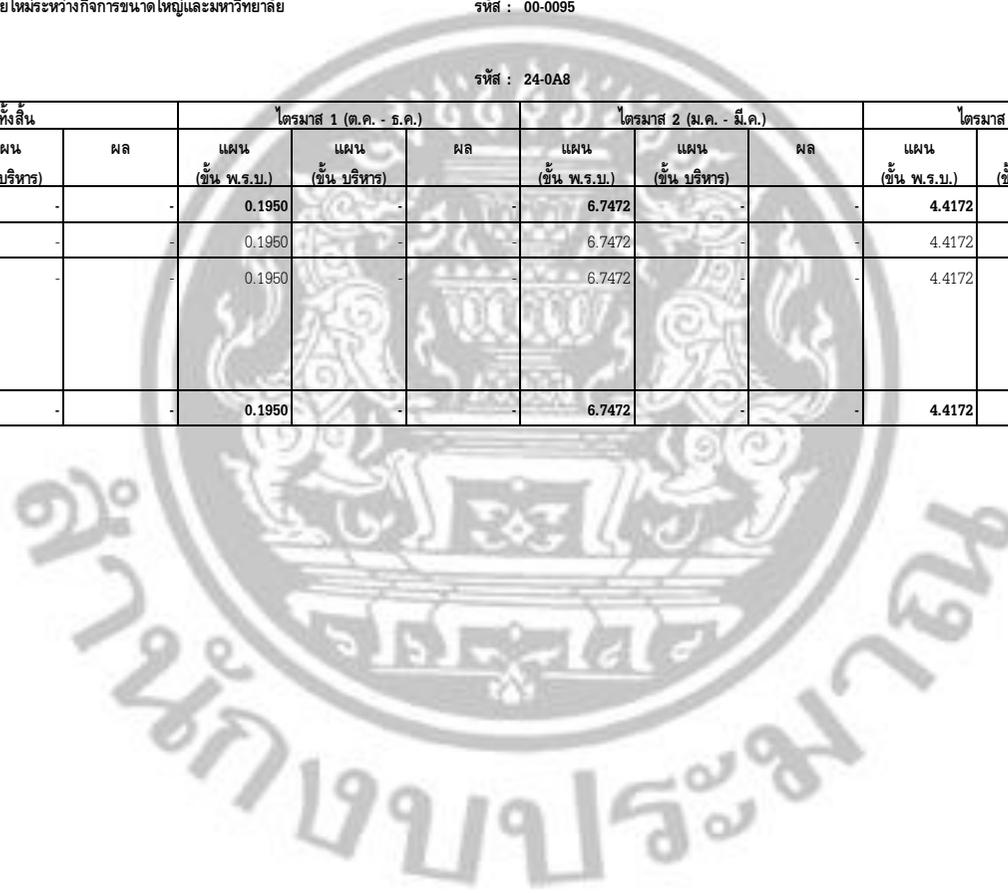 ยใหม่ระหว่างกิจการขนาดใหญ่และมหาวิทยาลัย รหัส : 00-0095
รหัส : 24-0A8
ทั้งสิ้น ไตรมาส 1 (ต.ค. - ธ.ค.) ไตรมาส 2 (ม.ค. - มี.ค.) ไตรมาส
ผน ผล แผน แผน ผล แผน แผน ผล แผน
บริหาร) (ขั้น พ.ร.บ.) (ขั้น บริหาร) (ขั้น พ.ร.บ.) (ขั้น บริหาร) (ขั้น พ.ร.บ.) (ขั
- - 0.1950 - - 6.7472 - - 4.4172
- - 0.1950 - - 6.7472 - - 4.4172
- - 0.1950 - - 6.7472 - - 4.4172
- - 0.1950 - - 6.7472 - - 4.4172
สำนักงบประมาณ